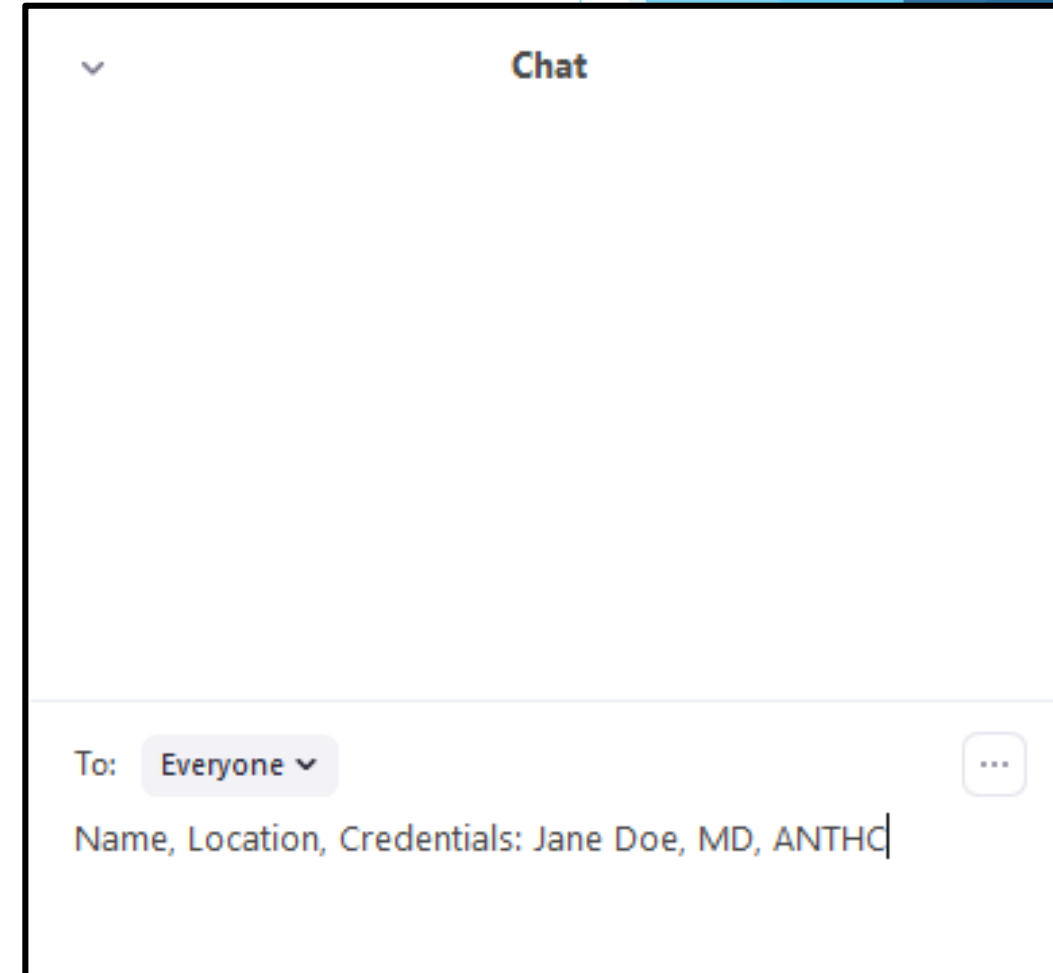 Chat
To: Everyone
Name, Location, Credentials: Jane Doe, MD, ANTHC